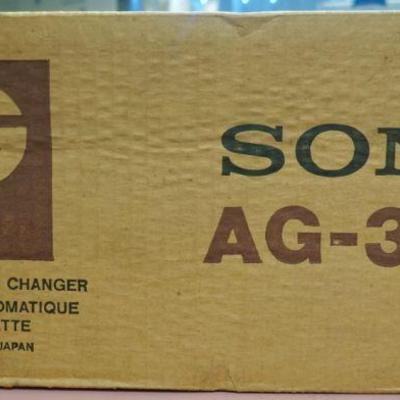 SON
AG-3
CHANGER
OMATIQUE
TTE
JAPAN